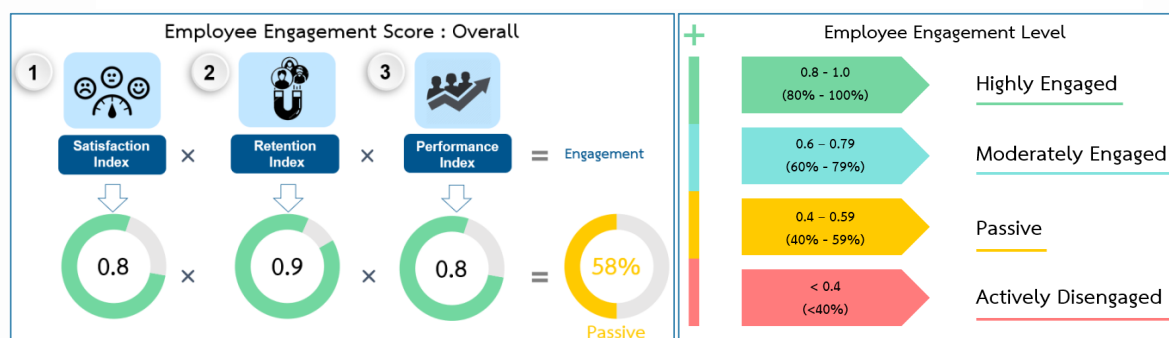 Employee Engagement Score : Overall
1
2
3
Satisfaction
Index
×
Retention
Index
×
Performance
Index
=
Engagement
0.8
×
0.9
×
0.8
=
58%
Passive
+
Employee Engagement Level
0.8 - 1.0
(80% - 100%)
Highly Engaged
0.6 – 0.79
(60% - 79%)
Moderately Engaged
0.4 – 0.59
(40% - 59%)
Passive
< 0.4
(<40%)
Actively Disengaged